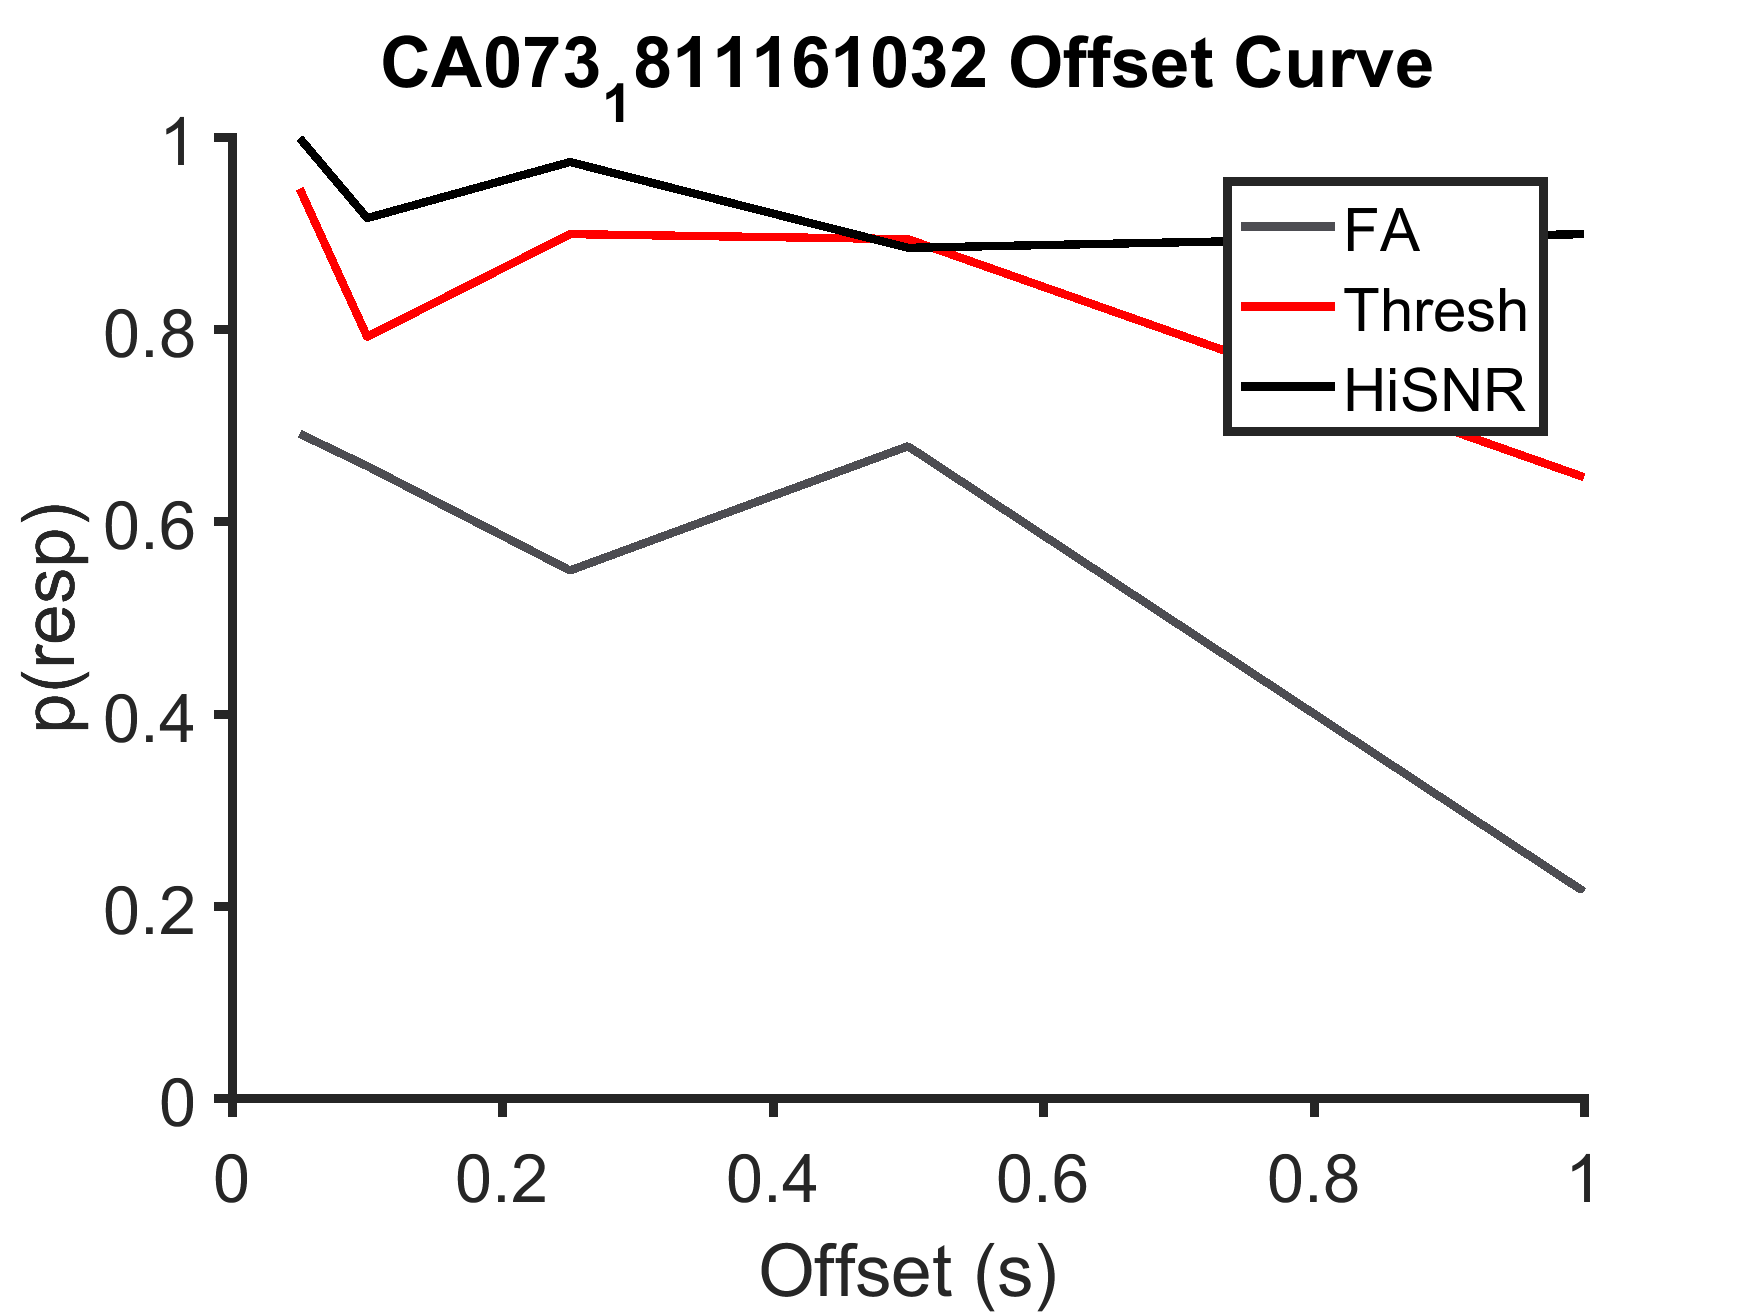 CA073₁811161032 Offset Curve
1
0.8
0.6
0.4
0.2
0
p(resp)
FA
Thresh
HiSNR
0 0.2 0.4 0.6 0.8 1
Offset (s)